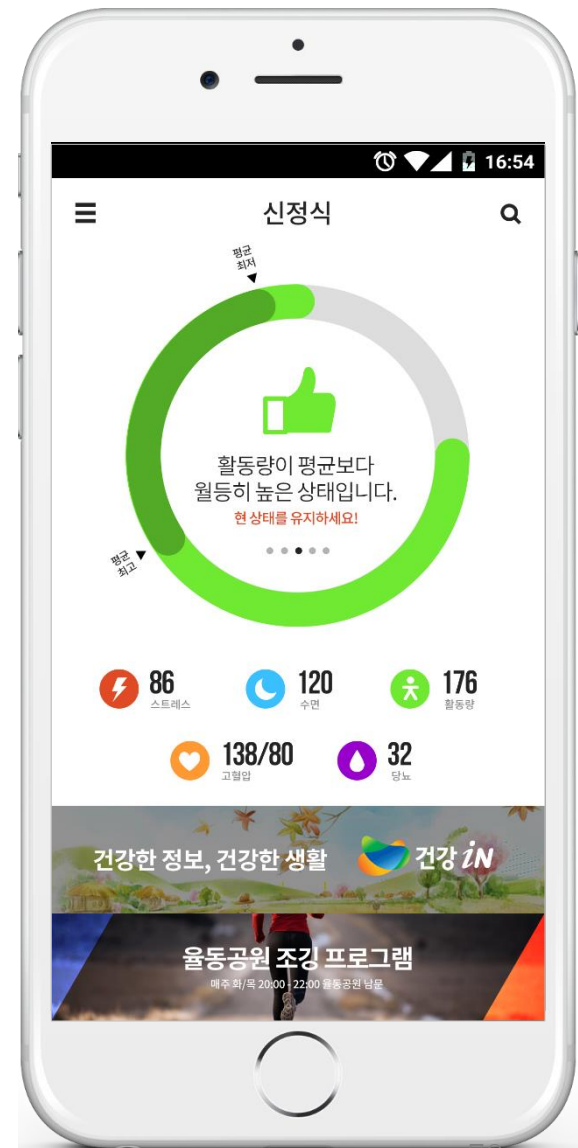 16:54
신정식
평균
최저
활동량이 평균보다
월등히 높은 상태입니다.
현 상태를 유지하세요!
평균
최고
86
스트레스
120
수면
176
활동량
138/80
고혈압
32
당뇨
건강한 정보, 건강한 생활
건강iN
율동공원 조깅 프로그램
매주 화/목 20:00 - 22:00 율동공원 남문